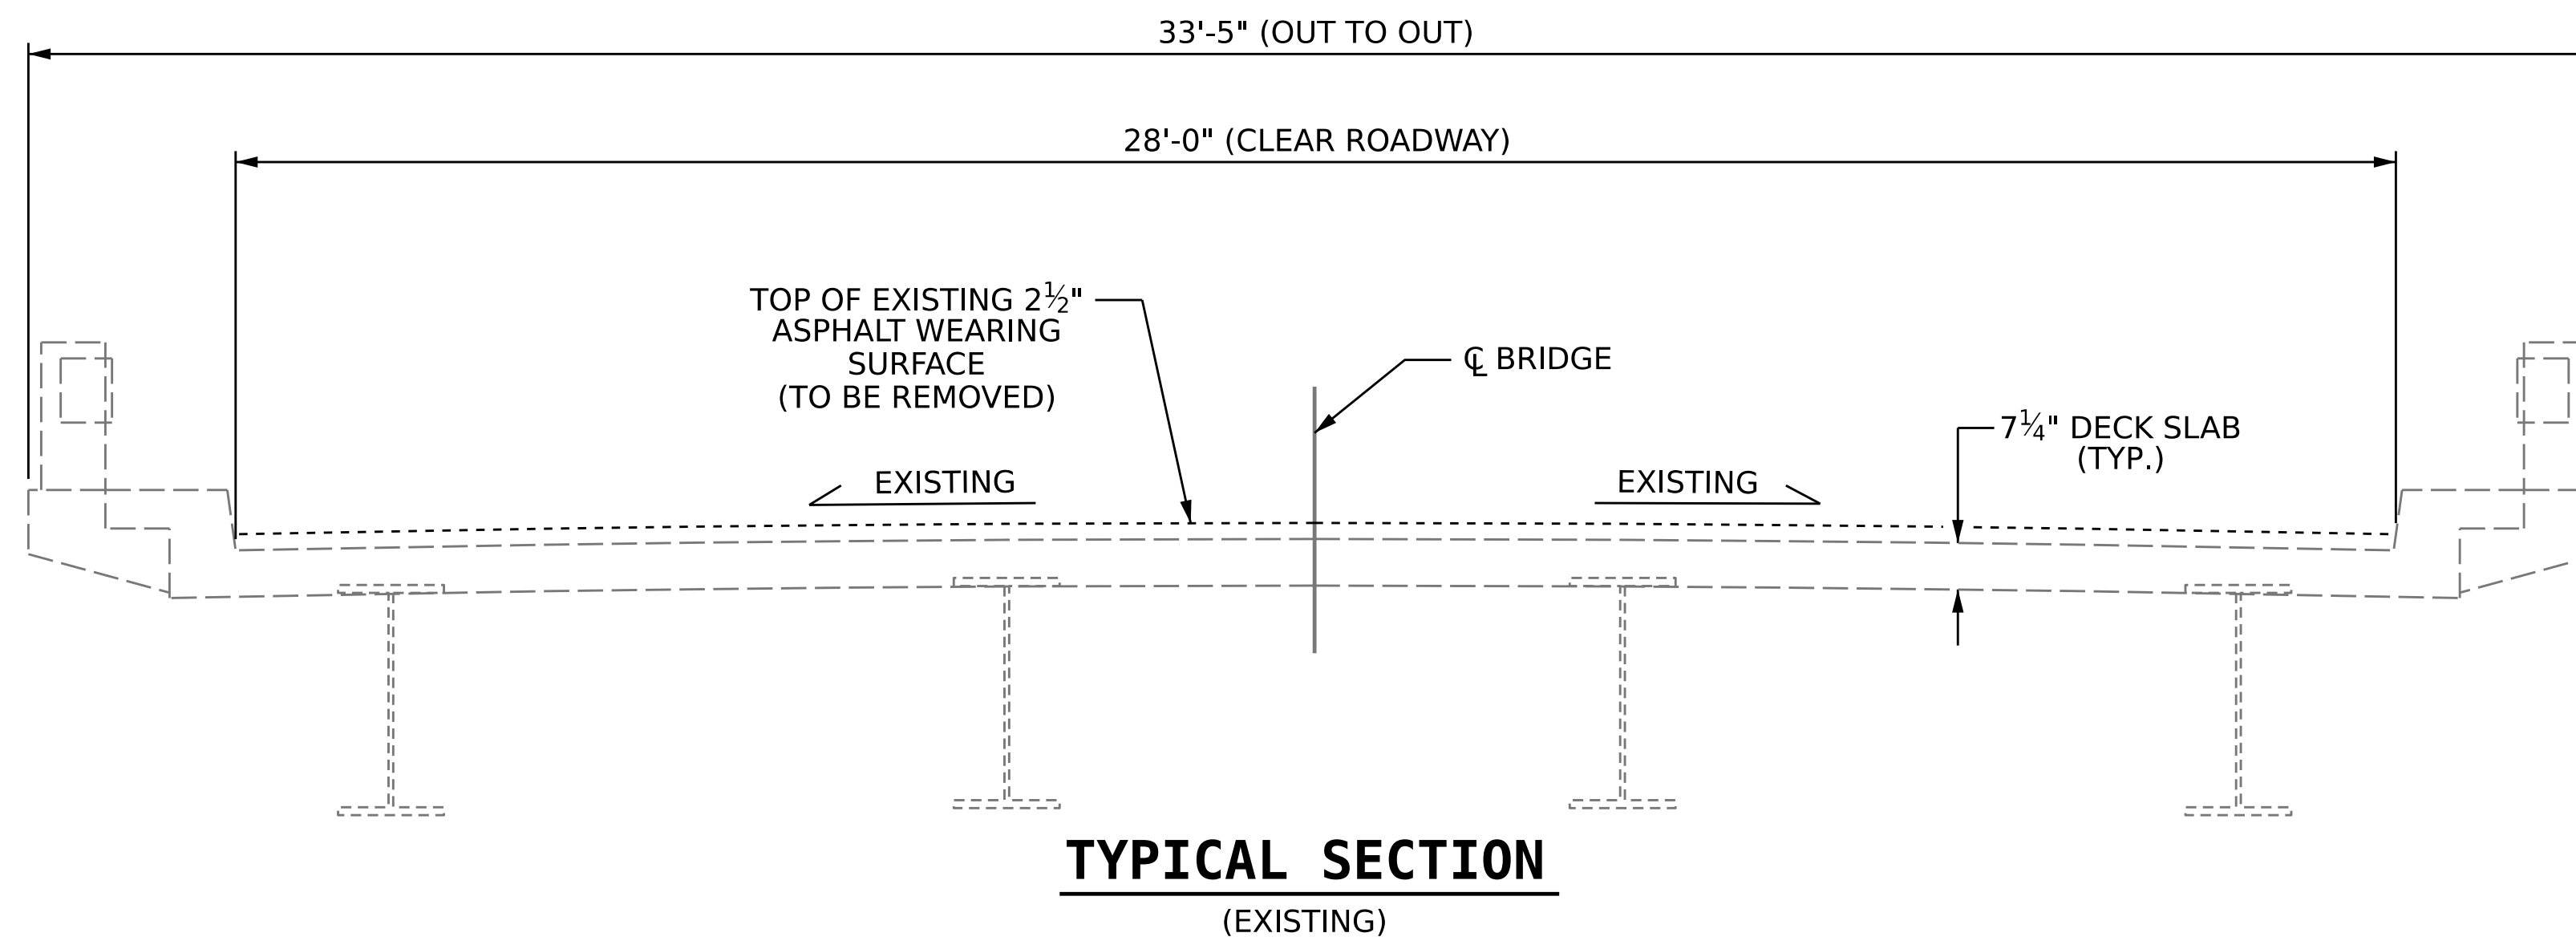 33'-5" (OUT TO OUT)
28'-0" (CLEAR ROADWAY)
TOP OF EXISTING 2½"
ASPHALT WEARING
SURFACE
(TO BE REMOVED)
℄ BRIDGE
7¼" DECK SLAB
(TYP.)
EXISTING
EXISTING
TYPICAL SECTION
(EXISTING)